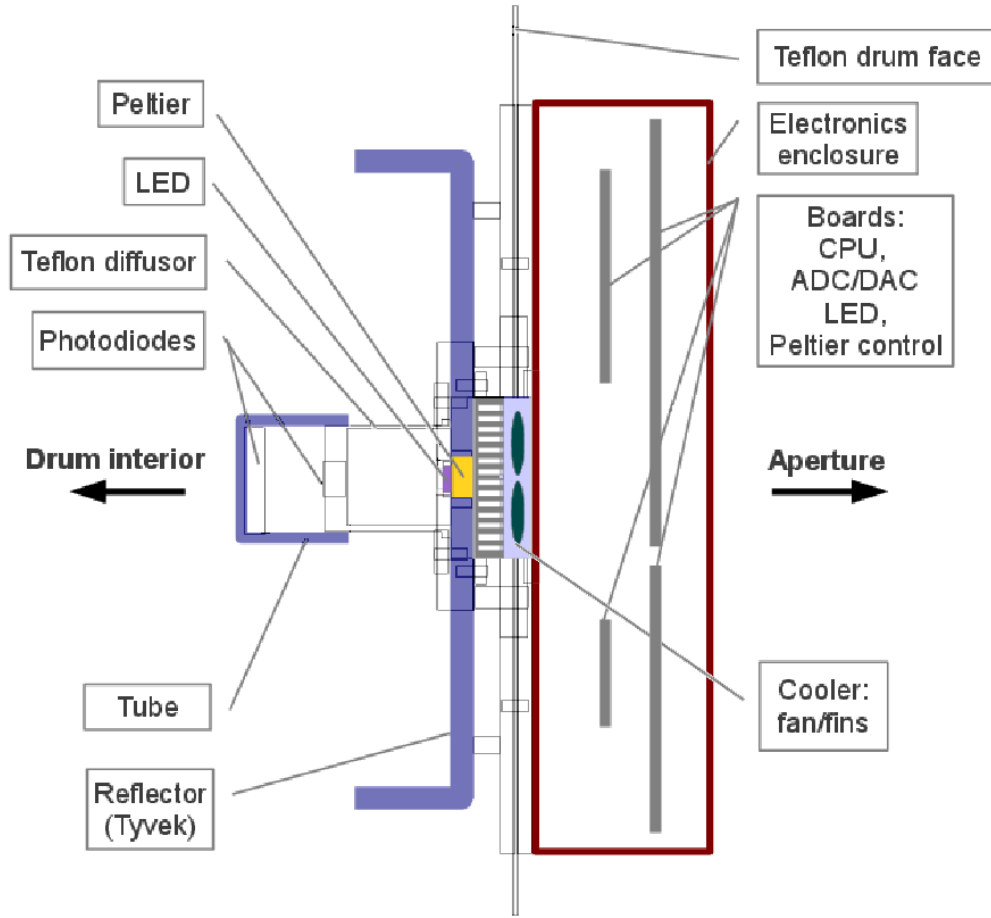 Teflon drum face
Peltier
Electronics
enclosure
LED
Boards:
CPU,
ADC/DAC
LED,
Peltier control
Teflon diffusor
Photodiodes
Drum interior
Aperture
Tube
Cooler:
fan/fins
Reflector
(Tyvek)